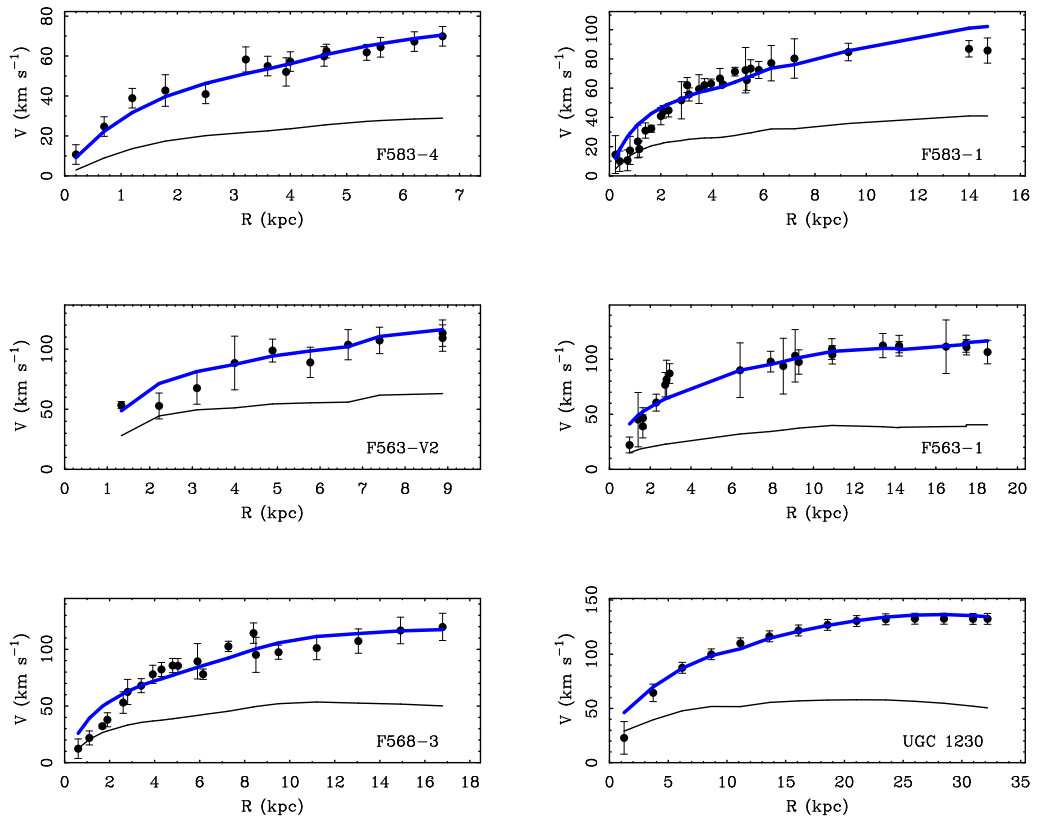 80
60
40
20
0
V (km s⁻¹)
F583−4
0 1 2 3 4 5 6 7
R (kpc)
100
80
60
40
20
0
V (km s⁻¹)
F583−1
0 2 4 6 8 10 12 14 16
R (kpc)
100
50
0
V (km s⁻¹)
F563−V2
0 1 2 3 4 5 6 7 8 9
R (kpc)
100
50
0
V (km s⁻¹)
F563−1
0 2 4 6 8 10 12 14 16 18 20
R (kpc)
100
50
0
V (km s⁻¹)
F568−3
0 2 4 6 8 10 12 14 16 18
R (kpc)
150
100
50
0
V (km s⁻¹)
UGC 1230
0 5 10 15 20 25 30 35
R (kpc)